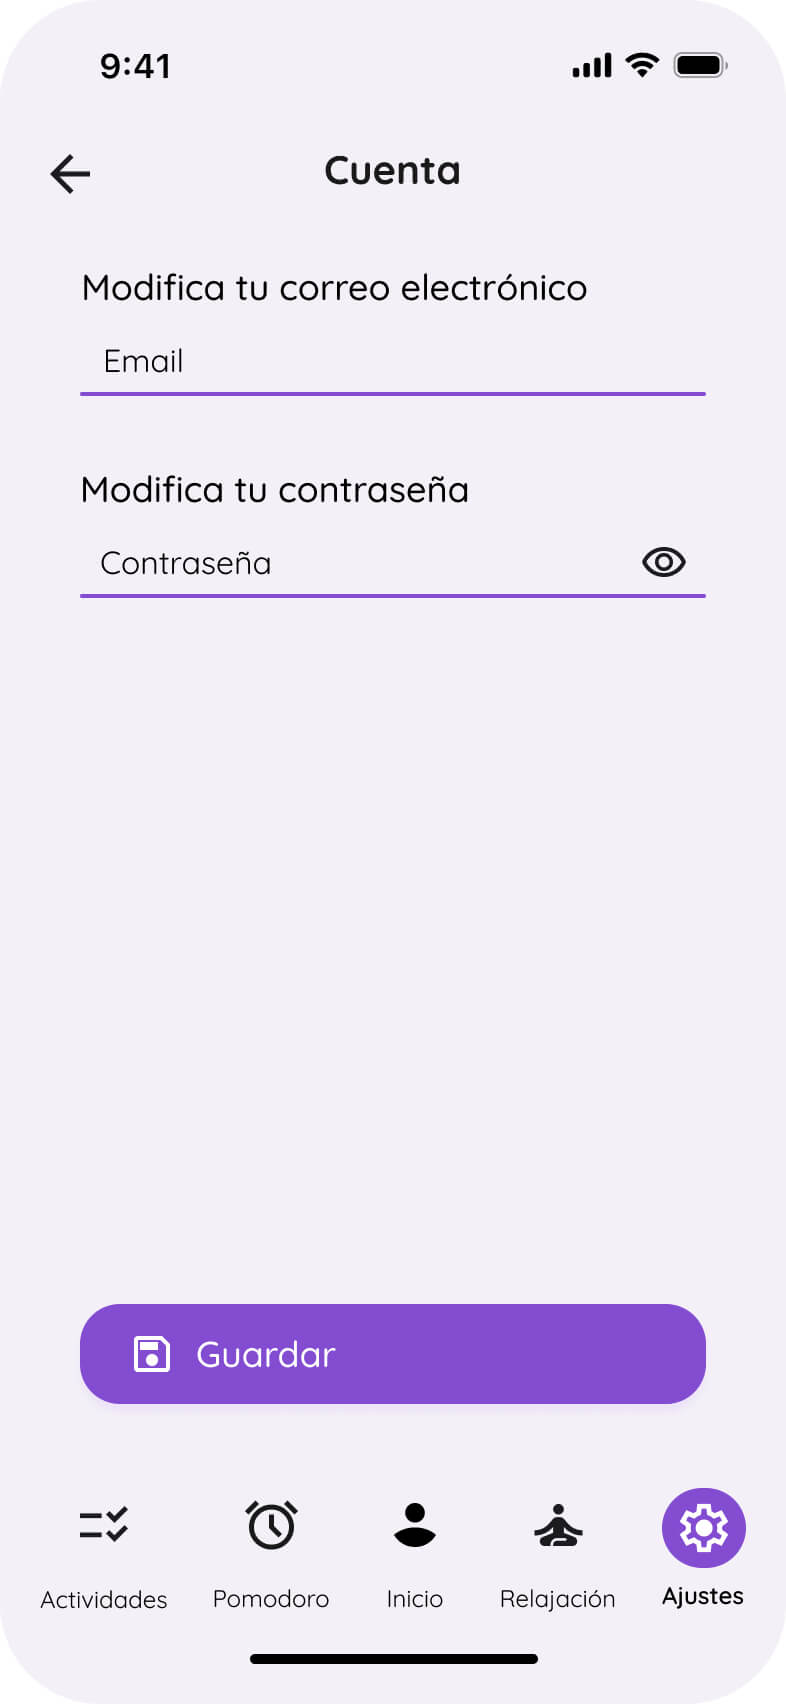 9:41
Cuenta
Modifica tu correo electrónico
Email
Modifica tu contraseña
Contraseña
Guardar
Actividades
Pomodoro
Inicio
Relajación
Ajustes